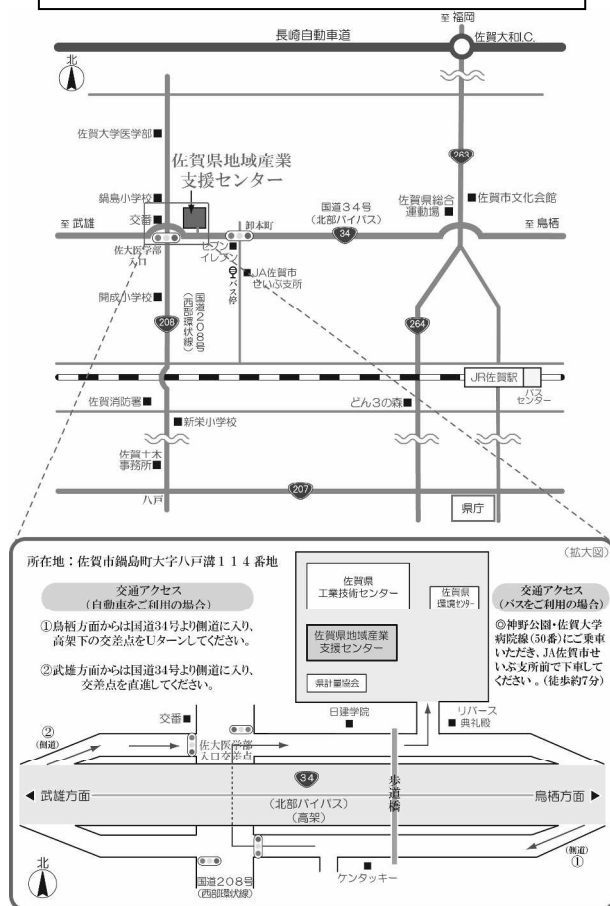 至 福岡
長崎自動車道
佐賀大和I.C.
北
佐賀大学医学部
263
佐賀県地域産業
支援センター
鍋島小学校
国道34号
(北部バイパス)
佐賀県総合
運動場
佐賀市文化会館
至 武雄
交番
卸本町
34
至 鳥栖
佐大医学部
入口
セブン
イレブン
バス停
JA佐賀市
せいぶ支所
開成小学校
国道208号
(西部環状線)
208
264
JR佐賀駅
バス
センター
佐賀消防署
どん3の森
新栄小学校
佐賀土木
事務所
八戸
207
県庁
(拡大図)
所在地:佐賀市鍋島町大字八戸溝114番地
交通アクセス
(自動車をご利用の場合)
①鳥栖方面からは国道34号より側道に入り、
高架下の交差点をUターンしてください。
②武雄方面からは国道34号より側道に入り、
交差点を直進してください。
佐賀県
工業技術センター
佐賀県
環境センター
佐賀県地域産業
支援センター
県計量協会
交通アクセス
(バスをご利用の場合)
◎神野公園・佐賀大学
病院線(50番)にご乗車
いただき、JA佐賀市せ
いぶ支所前で下車して
ください。(徒歩約7分)
交番
日建学院
リバース
典礼殿
②
(側道)
佐大医学部
入口交差点
34
武雄方面
(北部バイパス)
(高架)
歩道橋
鳥栖方面
北
国道208号
(西部環状線)
ケンタッキー
(側道)
①